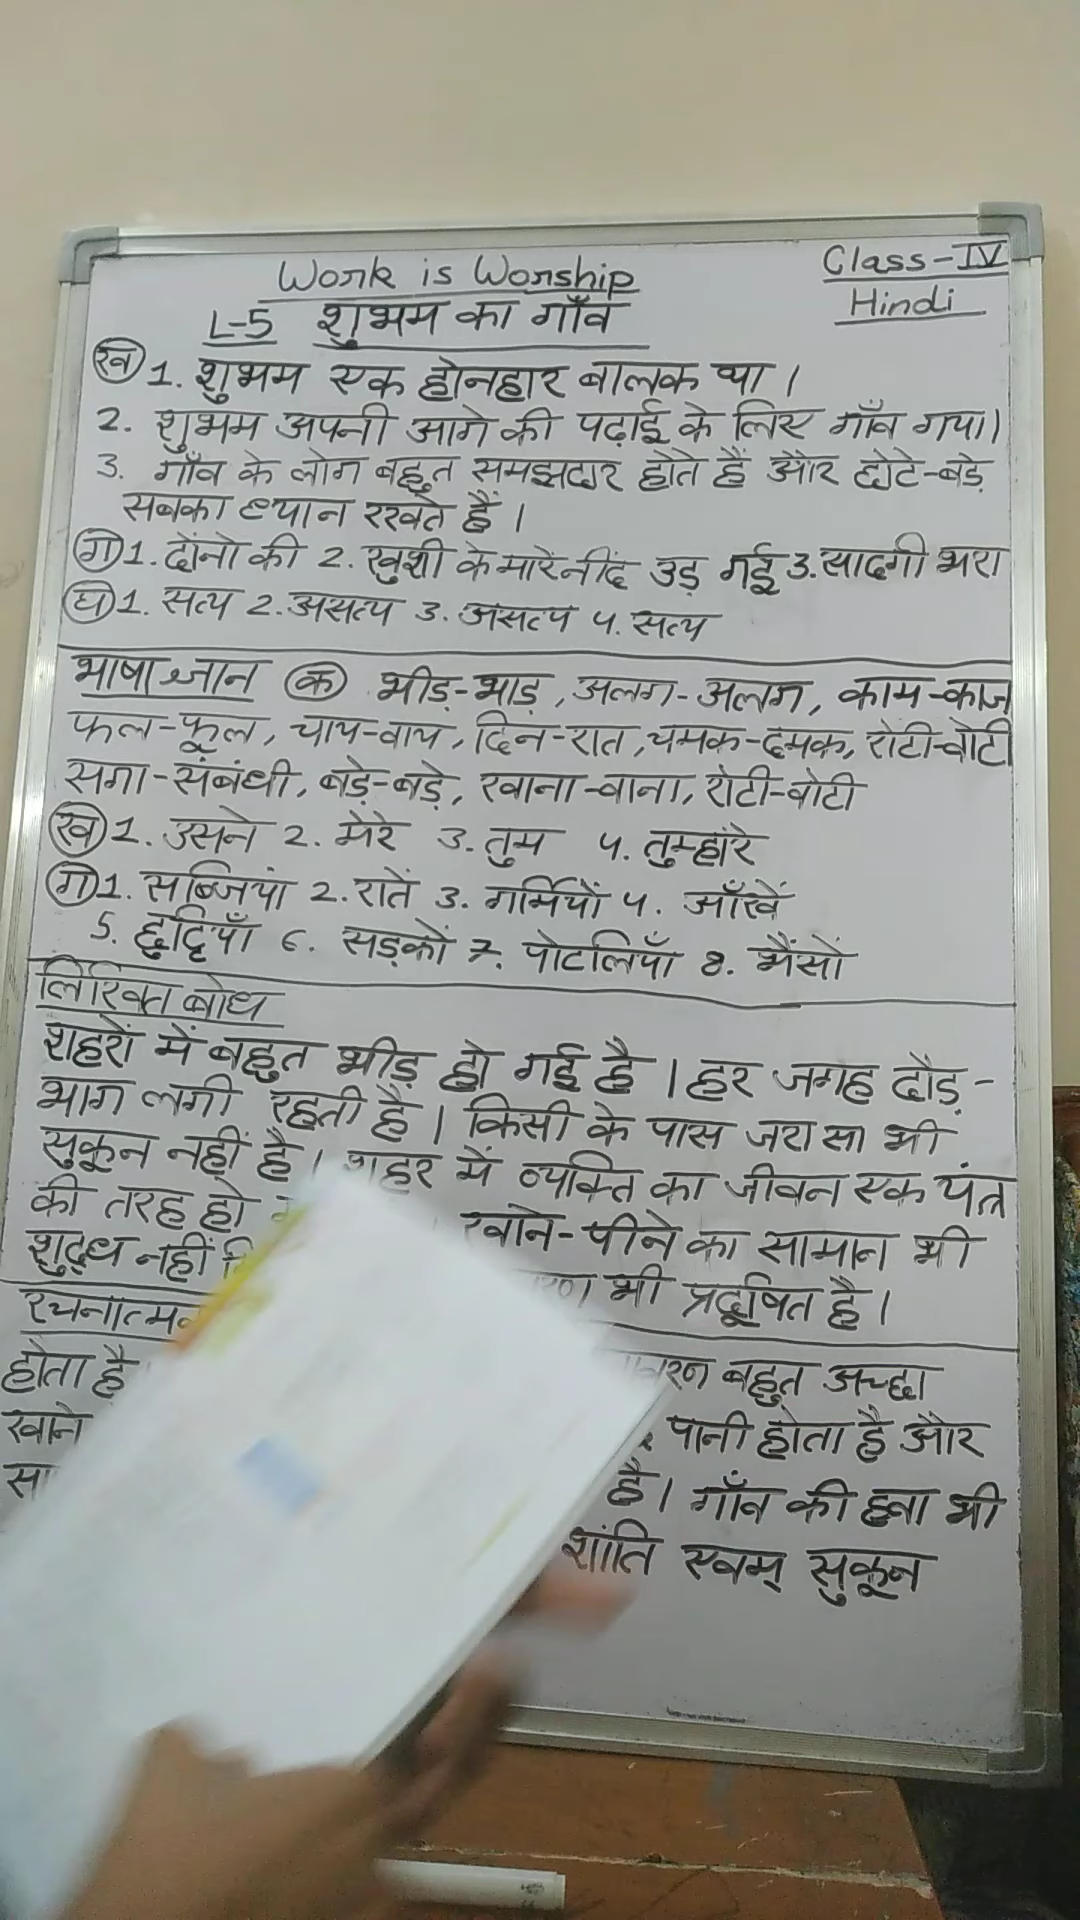 Work is Worship
Class-IV
Hindi
L-5 शुभम का गाँव
(ख) 1. शुभम एक होनहार बालक था।
2. शुभम अपनी आगे की पढ़ाई के लिए गाँव गया।
3. गाँव के लोग बहुत समझदार होते हैं और छोटे-बड़े
सबका ध्यान रखते हैं।
(ग) 1. दोंनो की 2. खुशी के मारे नींद उड़ गई 3. सादगी भरा
(घ) 1. सत्य 2. असत्य 3. असत्य 4. सत्य
भाषा ज्ञान (क) भीड़-भाड़, अलग-अलग, काम-काज
फल-फूल, चाय-वाय, दिन-रात, चमक-दमक, रोटी-वोटी
सगा-संबंधी, बड़े-बड़े, खाना-वाना, रोटी-वोटी
(ख) 1. उसने 2. मेरे 3. तुम 4. तुम्हारे
(ग) 1. सब्जियां 2. रातें 3. गर्मियों 4. आँखें
5. छुट्टियाँ 6. सड़कों 7. पोटलियाँ 8. भैंसों
लिखित बोध
शहरों में बहुत भीड़ हो गई है। हर जगह दौड़-
भाग लगी रहती है। किसी के पास जरा सा भी
सुकून नहीं है। शहर में व्यक्ति का जीवन एक यंत्र
की तरह हो खाने-पीने का सामान भी
शुद्ध नहीं भी प्रदूषित है।
होता है बहुत अच्छा
खाने पानी होता है और
है। गाँव की हवा भी
शांति एवम् सुकून